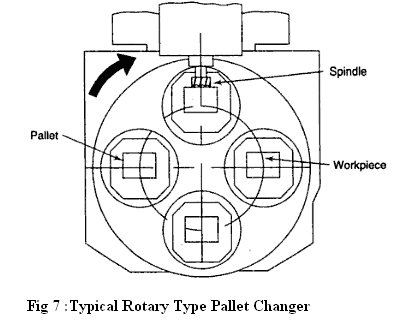 Spindle
Pallet
Workpiece
Fig 7 :Typical Rotary Type Pallet Changer